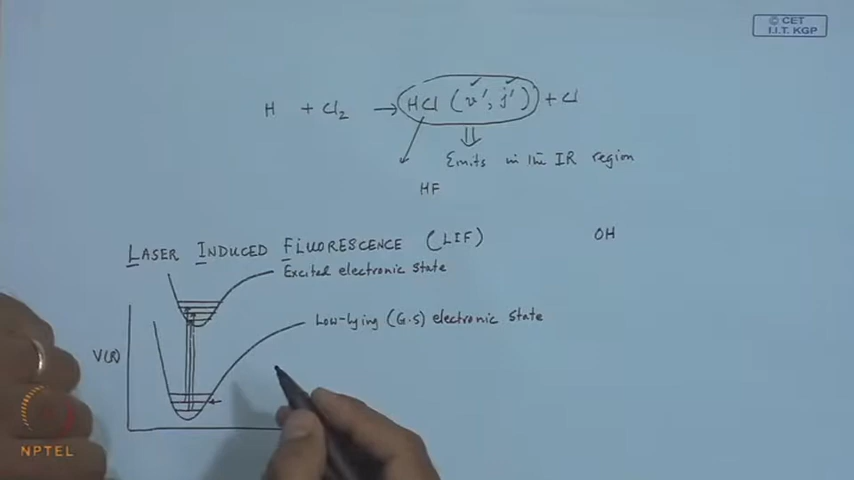 © CET
I.I.T. KGP
H + Cl₂ → HCl (v', j') + Cl
⇓
Emits in the IR region
HF
LASER INDUCED FLUORESCENCE (LIF)
OH
Excited electronic state
Low-lying (G.S) electronic state
V(R)
NPTEL